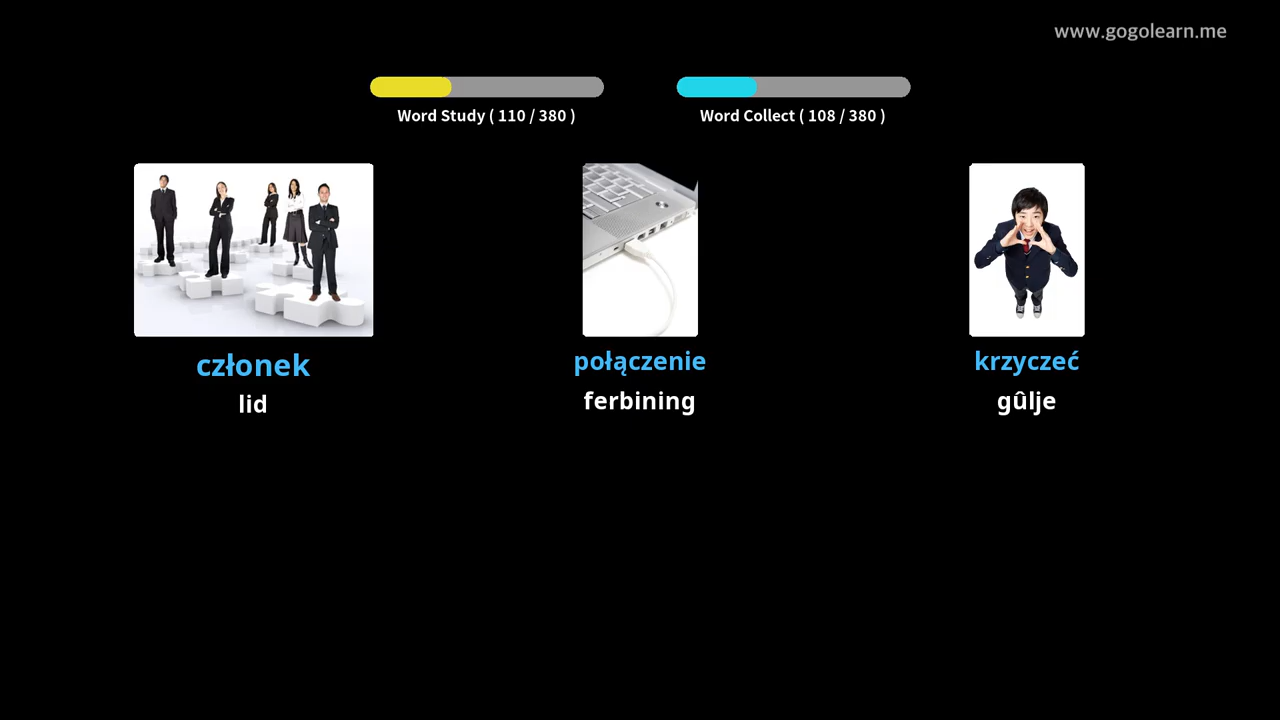 www.gogolearn.me
Word Study ( 110 / 380 )
Word Collect ( 108 / 380 )
członek
połączenie
krzyczeć
lid
ferbining
gûlje